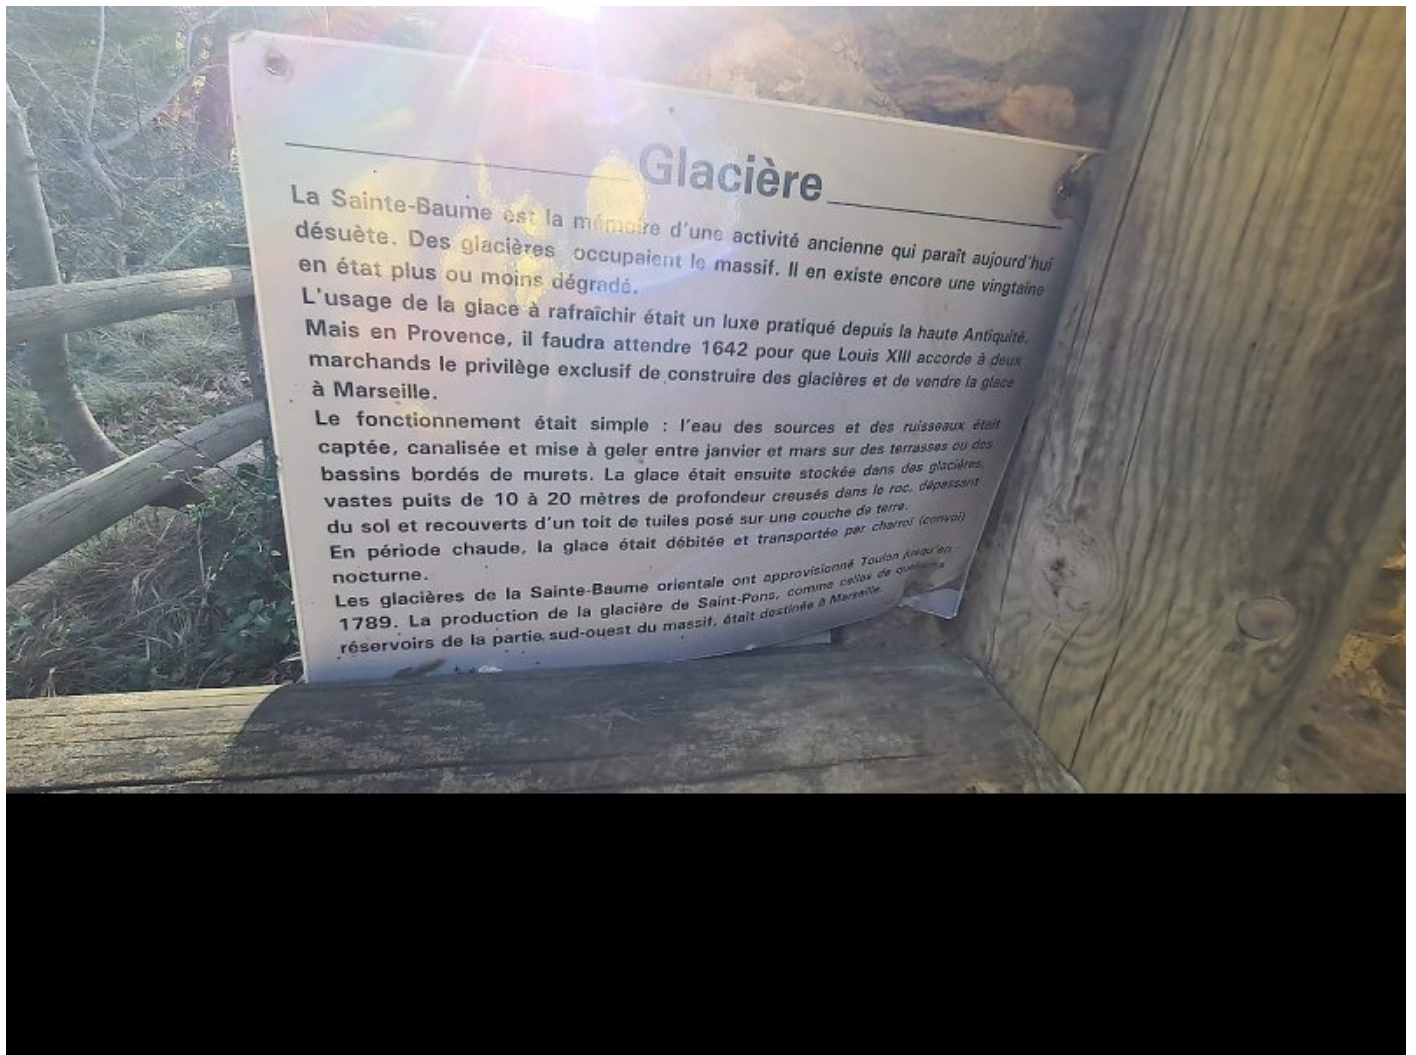 Glacière
La Sainte-Baume est la mémoire d'une activité ancienne qui paraît aujourd'hui
désuète. Des glacières occupaient le massif. Il en existe encore une vingtaine
en état plus ou moins dégradé.
L'usage de la glace à rafraîchir était un luxe pratiqué depuis la haute Antiquité.
Mais en Provence, il faudra attendre 1642 pour que Louis XIII accorde à deux
marchands le privilège exclusif de construire des glacières et de vendre la glace
à Marseille.
Le fonctionnement était simple : l'eau des sources et des ruisseaux était
captée, canalisée et mise à geler entre janvier et mars sur des terrasses ou des
bassins bordés de murets. La glace était ensuite stockée dans des glacières,
vastes puits de 10 à 20 mètres de profondeur creusés dans le roc, dépassant
du sol et recouverts d'un toit de tuiles posé sur une couche de terre.
En période chaude, la glace était débitée et transportée par charroi (convoi)
nocturne.
Les glacières de la Sainte-Baume orientale ont approvisionné Toulon jusqu'en
1789. La production de la glacière de Saint-Pons, comme celles de quelques
réservoirs de la partie sud-ouest du massif, était destinée à Marseille.